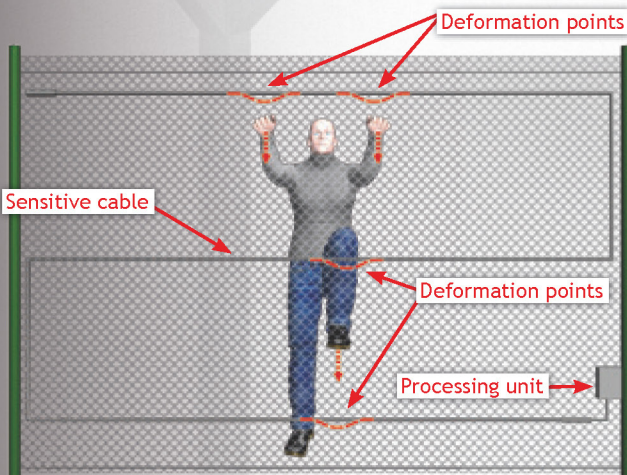 Deformation points
Sensitive cable
Deformation points
Processing unit